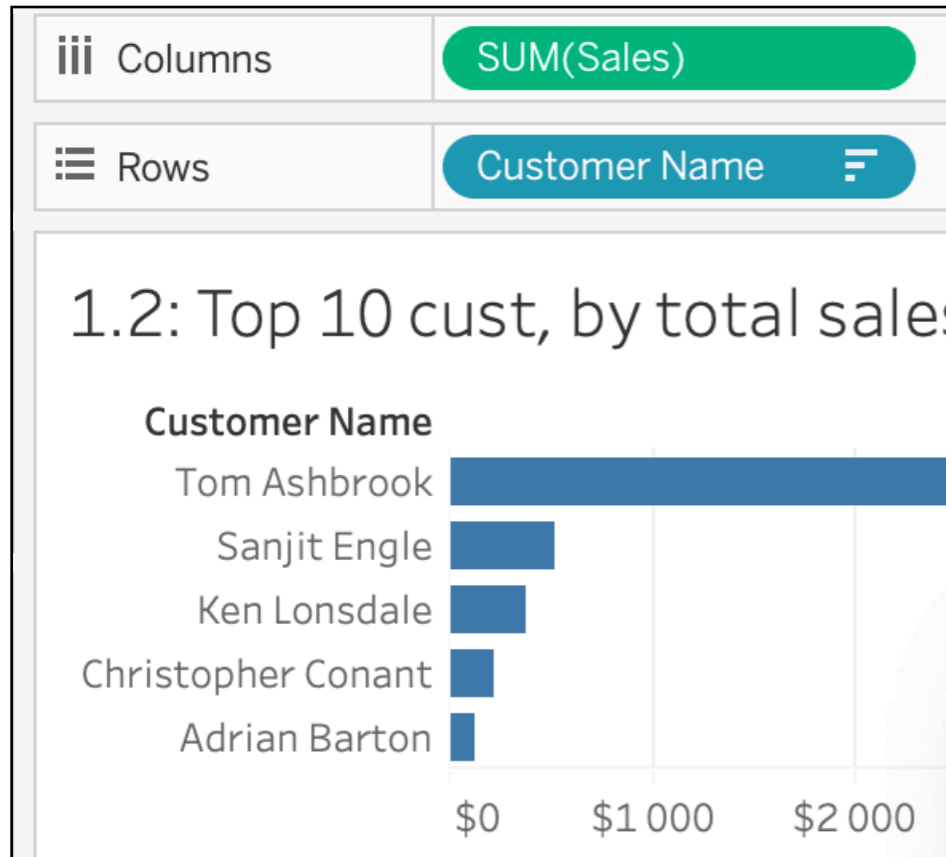 Columns SUM(Sales)
Rows Customer Name
1.2: Top 10 cust, by total sales
Customer Name
Tom Ashbrook
Sanjit Engle
Ken Lonsdale
Christopher Conant
Adrian Barton
$0 $1 000 $2 000